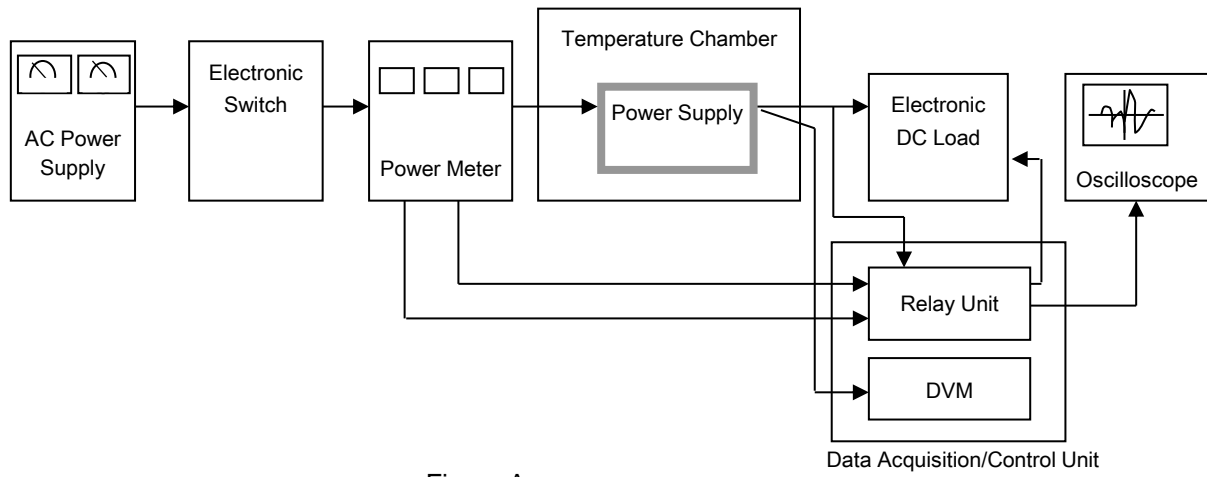 Temperature Chamber
AC Power
Supply
Electronic
Switch
Power Meter
Power Supply
Electronic
DC Load
Oscilloscope
Relay Unit
DVM
Data Acquisition/Control Unit